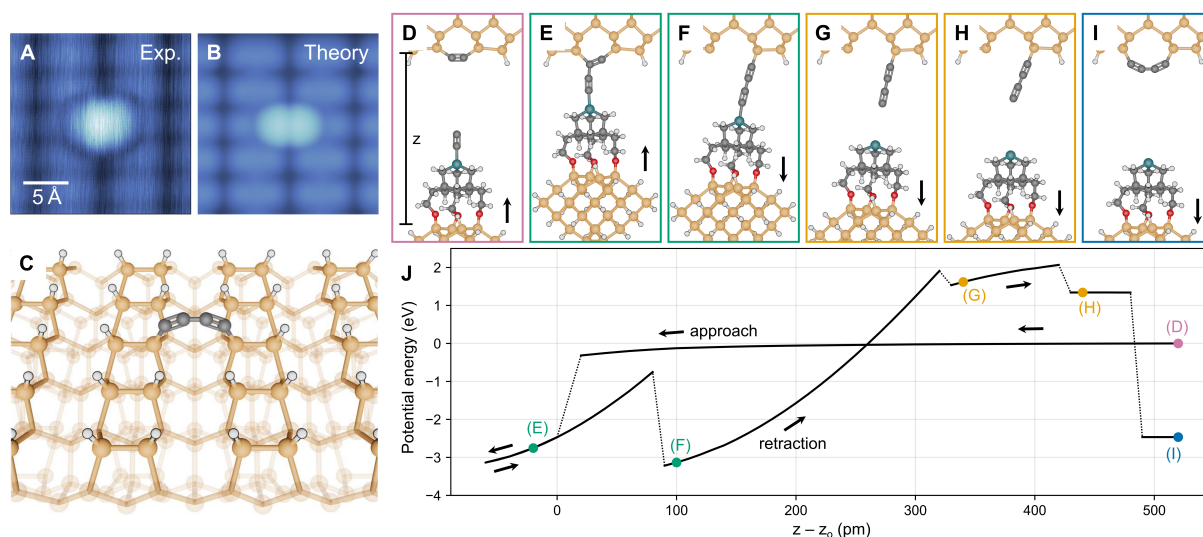 A
Exp.
5 Å
B
Theory
C
D
z
E
F
G
H
I
J
Potential energy (eV)
2
1
0
−1
−2
−3
−4
approach
retraction
(D)
(E)
(F)
(G)
(H)
(I)
0
100
200
300
400
500
z − zₒ (pm)